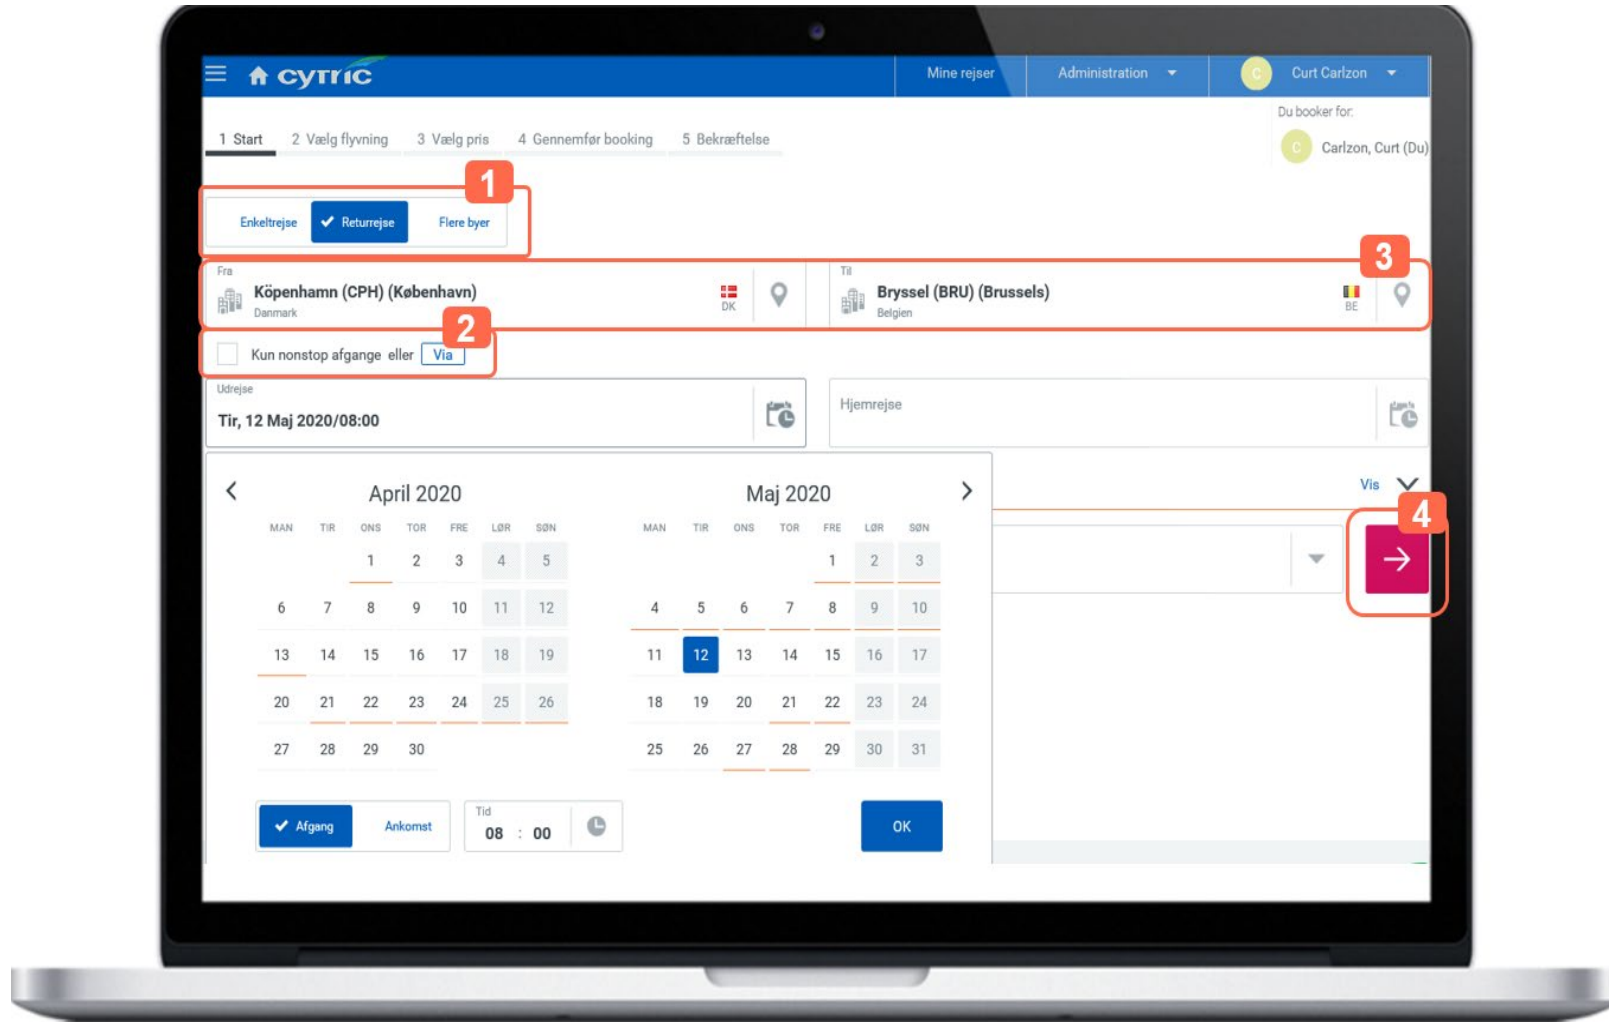 cytric Mine rejser Administration C Curt Carlzon
Du booker for:
1 Start 2 Vælg flyvning 3 Vælg pris 4 Gennemfør booking 5 Bekræftelse
C Carlzon, Curt (Du)
1
Enkeltrejse Returrejse Flere byer
3
Fra Til
Köpenhamn (CPH) (København) DK Bryssel (BRU) (Brussels) BE
Danmark Belgien
2
Kun nonstop afgange eller Via
Udrejse
Tir, 12 Maj 2020/08:00 Hjemrejse
Vis
April 2020 Maj 2020
4
MAN TIR ONS TOR FRE LØR SØN MAN TIR ONS TOR FRE LØR SØN
1 2 3 4 5 1 2 3
6 7 8 9 10 11 12 4 5 6 7 8 9 10
13 14 15 16 17 18 19 11 12 13 14 15 16 17
20 21 22 23 24 25 26 18 19 20 21 22 23 24
27 28 29 30 25 26 27 28 29 30 31
Afgang Ankomst Tid 08 : 00 OK